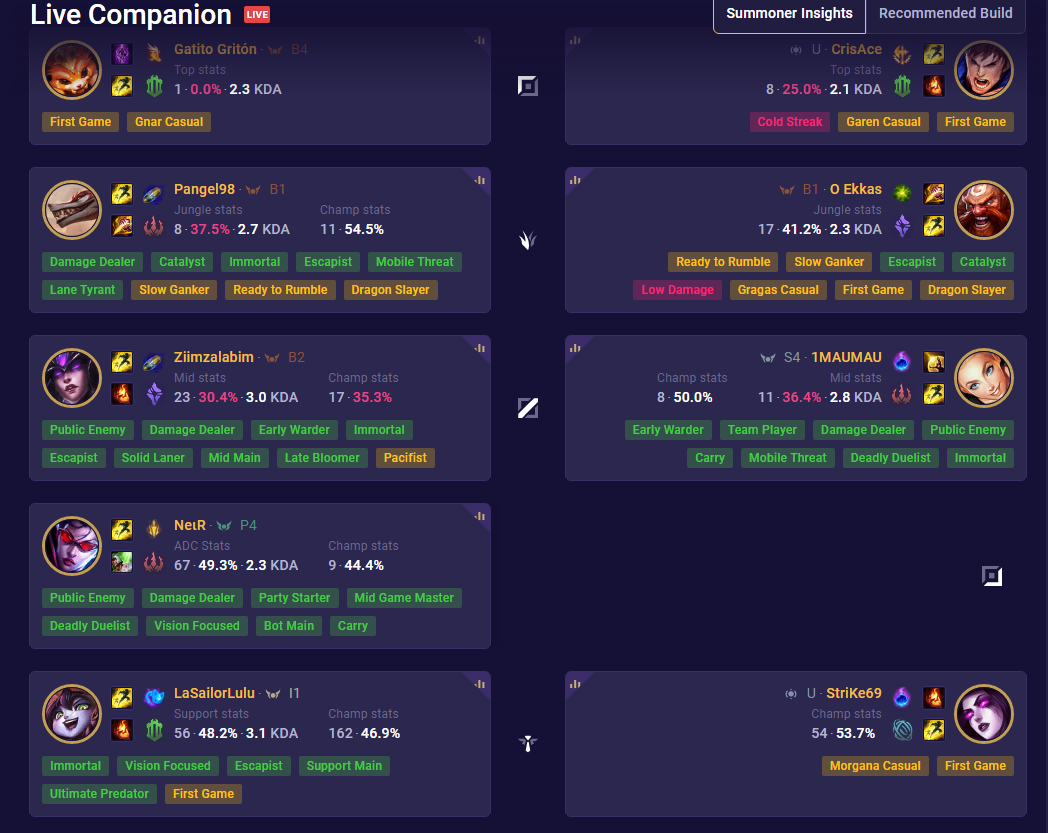 Live Companion LIVE
Summoner Insights Recommended Build
Gatito Gritón · B4
Top stats
1 · 0.0% · 2.3 KDA
First Game Gnar Casual
U · CrisAce
Top stats
8 · 25.0% · 2.1 KDA
Cold Streak Garen Casual First Game
Pangel98 · B1
Jungle stats Champ stats
8 · 37.5% · 2.7 KDA 11 · 54.5%
Damage Dealer Catalyst Immortal Escapist Mobile Threat
Lane Tyrant Slow Ganker Ready to Rumble Dragon Slayer
B1 · O Ekkas
Jungle stats
17 · 41.2% · 2.3 KDA
Ready to Rumble Slow Ganker Escapist Catalyst
Low Damage Gragas Casual First Game Dragon Slayer
Ziimzalabim · B2
Mid stats Champ stats
23 · 30.4% · 3.0 KDA 17 · 35.3%
Public Enemy Damage Dealer Early Warder Immortal
Escapist Solid Laner Mid Main Late Bloomer Pacifist
S4 · 1MAUMAU
Champ stats Mid stats
8 · 50.0% 11 · 36.4% · 2.8 KDA
Early Warder Team Player Damage Dealer Public Enemy
Carry Mobile Threat Deadly Duelist Immortal
NeιR · P4
ADC Stats Champ stats
67 · 49.3% · 2.3 KDA 9 · 44.4%
Public Enemy Damage Dealer Party Starter Mid Game Master
Deadly Duelist Vision Focused Bot Main Carry
LaSailorLulu · I1
Support stats Champ stats
56 · 48.2% · 3.1 KDA 162 · 46.9%
Immortal Vision Focused Escapist Support Main
Ultimate Predator First Game
U · StriKe69
Champ stats
54 · 53.7%
Morgana Casual First Game